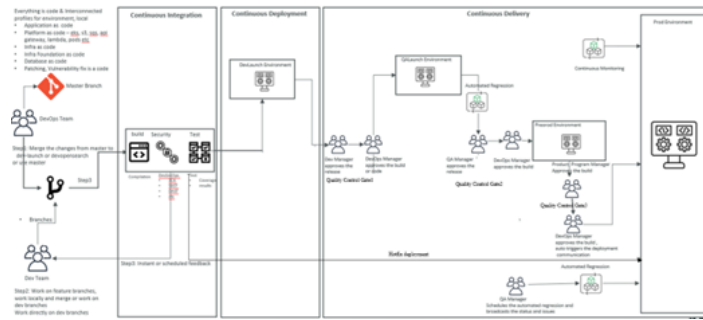 Everything is code & Interconnected
profiles for environment, local
• Application as code
• Platform as code –
gateway, lambda, pods etc
• Infra as code
• Infra Foundation as code
• Database as code
• Patching, Vulnerability fix is a code
Master Branch
DevOps Team
Step1: Merge the changes from master to
or use master
Step3
Branches
Dev Team
Step2: Work on feature branches,
work locally and merge or work on
dev branches
Work directly on dev branches
Continuous Integration
build
Security
Test
Compilation
Coverage
results
Step3: Instant or scheduled feedback
Continuous Deployment
DevLaunch Environment
Continuous Delivery
Dev Manager
approves the
release
DevOps Manager
approves the build
or code
Quality Control Gate1
QALaunch Environment
Automated Regression
QA Manager
approves the
release
DevOps Manager
approves the build
Quality Control Gate2
Preprod Environment
Product/Program Manager
Approves the build
Quality Control Gate3
DevOps Manager
approves the build,
auto triggers the deployment
communication
Hotfix deployment
Automated Regression
QA Manager
Schedules the automated regression and
broadcasts the status and issues
Continuous Monitoring
Prod Environment